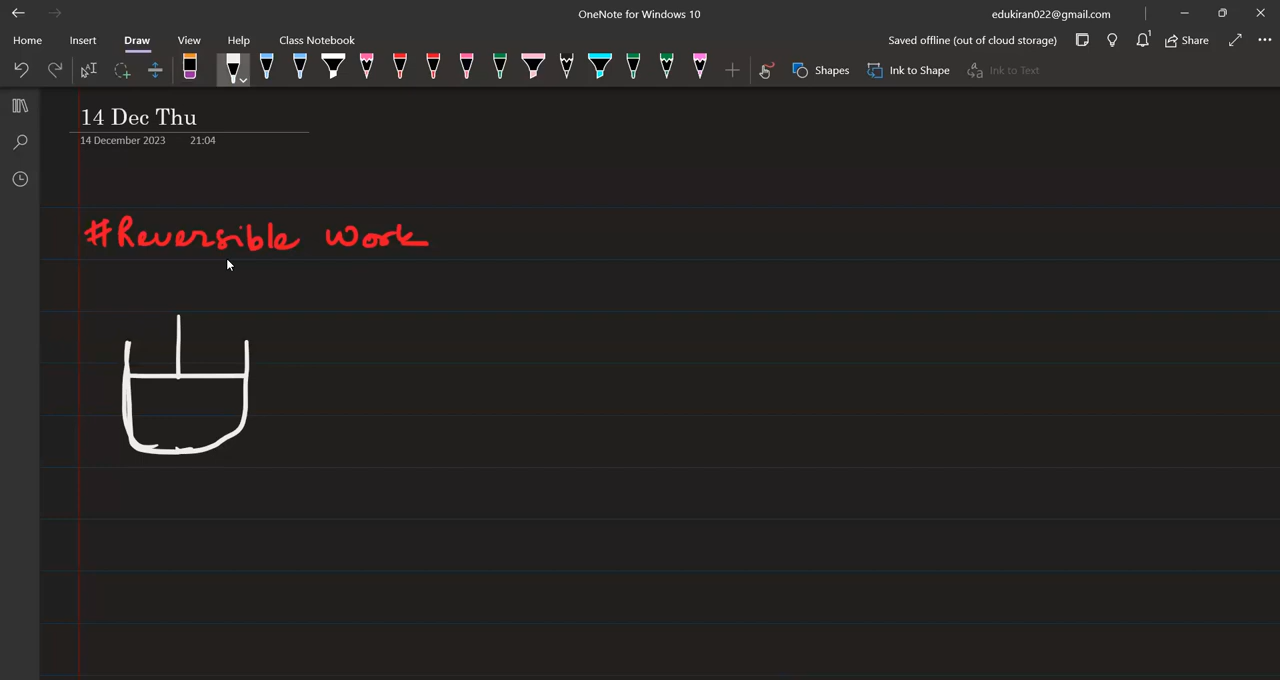 OneNote for Windows 10
edukiran022@gmail.com
Home Insert Draw View Help Class Notebook
Saved offline (out of cloud storage)
1
Share
Shapes
Ink to Shape
Ink to Text
14 Dec Thu
14 December 2023 21:04
#Reversible Work